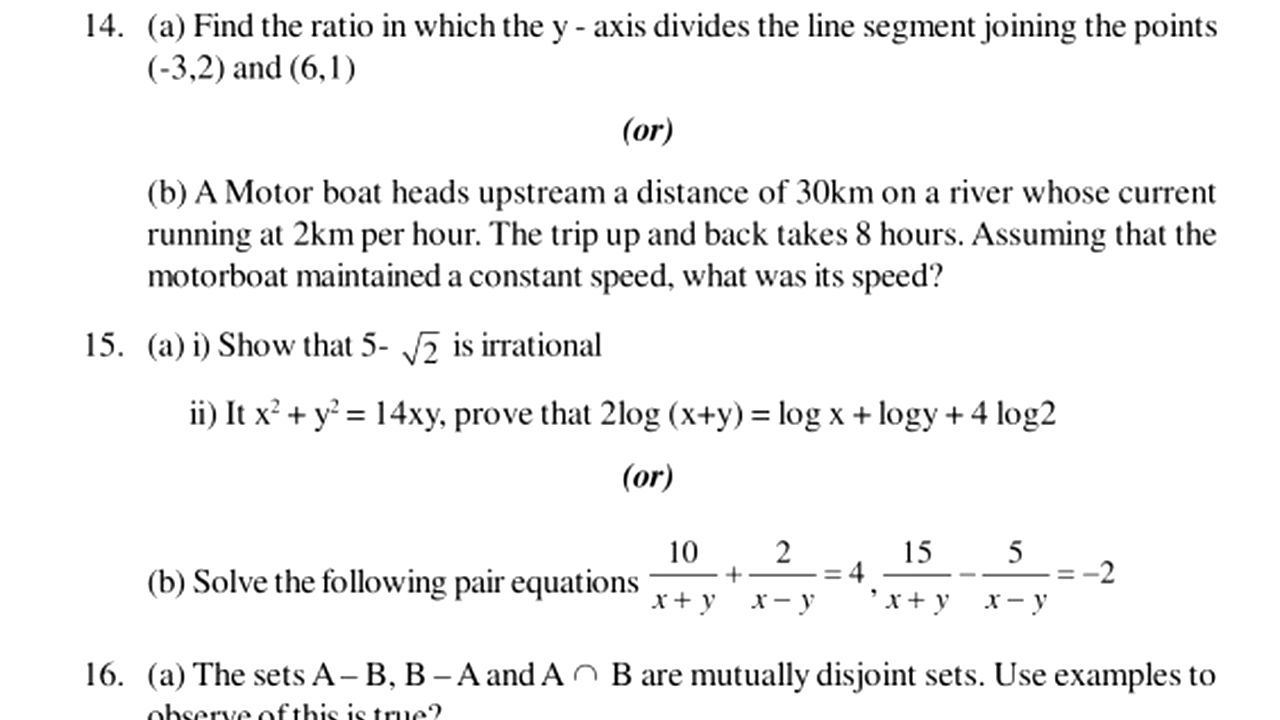 14. (a) Find the ratio in which the y - axis divides the line segment joining the points
(-3,2) and (6,1)
(or)
(b) A Motor boat heads upstream a distance of 30km on a river whose current
running at 2km per hour. The trip up and back takes 8 hours. Assuming that the
motorboat maintained a constant speed, what was its speed?
15. (a) i) Show that 5- √2 is irrational
ii) It x² + y² = 14xy, prove that 2log (x+y) = log x + logy + 4 log2
(or)
(b) Solve the following pair equations 10/(x + y) + 2/(x − y) = 4, 15/(x + y) − 5/(x − y) = −2
16. (a) The sets A – B, B – A and A ∩ B are mutually disjoint sets. Use examples to
observe of this is true?